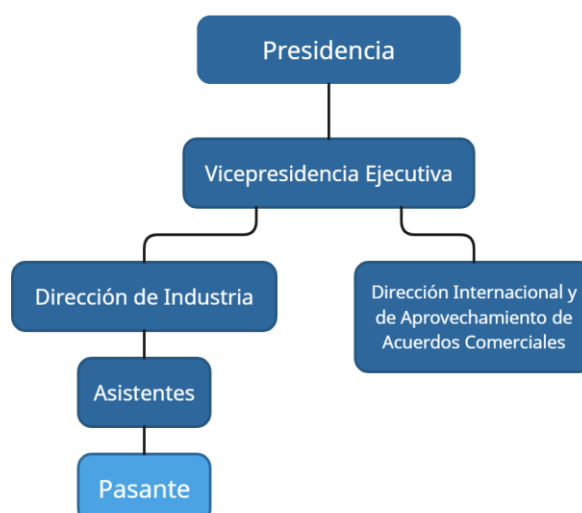 Presidencia
Vicepresidencia Ejecutiva
Dirección de Industria
Dirección Internacional y
de Aprovechamiento de
Acuerdos Comerciales
Asistentes
Pasante